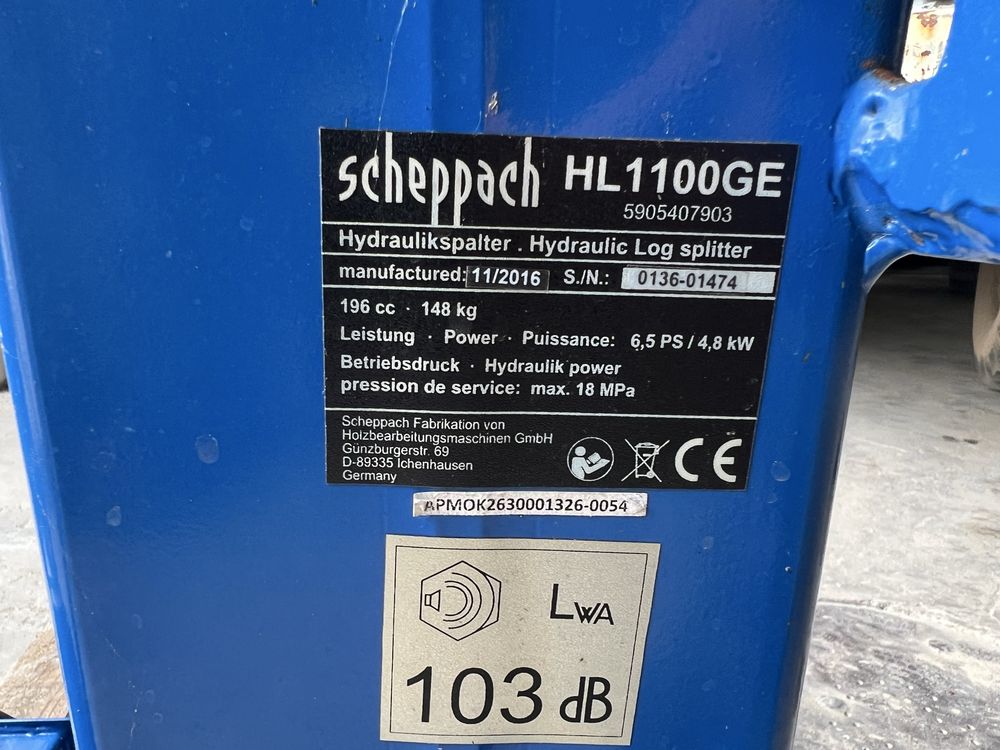 scheppach HL1100GE
5905407903
Hydraulikspalter . Hydraulic Log splitter
manufactured: 11/2016 S./N.: 0136-01474
196 cc · 148 kg
Leistung · Power · Puissance: 6,5 PS / 4,8 kW
Betriebsdruck · Hydraulik power
pression de service: max. 18 MPa
Scheppach Fabrikation von
Holzbearbeitungsmaschinen GmbH
Günzburgerstr. 69
D-89335 Ichenhausen
Germany
CE
APMOK2630001326-0054
LWA
103 dB